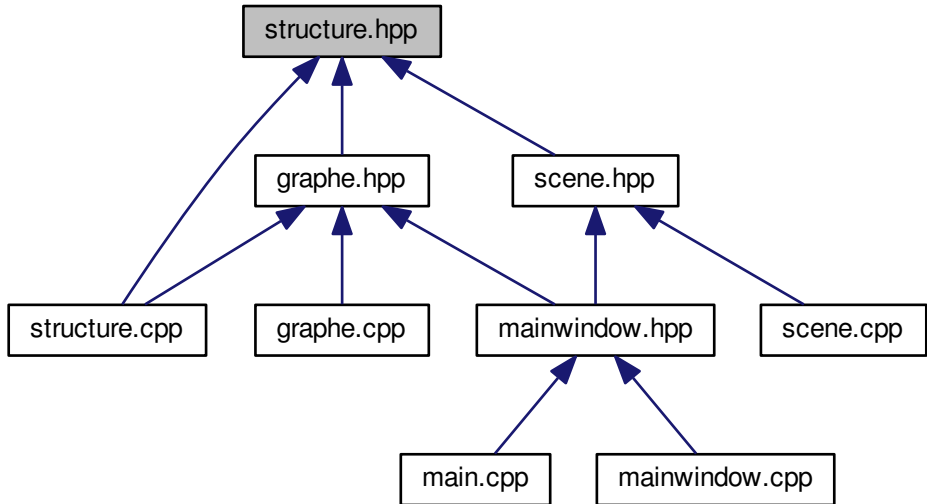 structure.hpp
graphe.hpp
scene.hpp
structure.cpp
graphe.cpp
mainwindow.hpp
scene.cpp
main.cpp
mainwindow.cpp